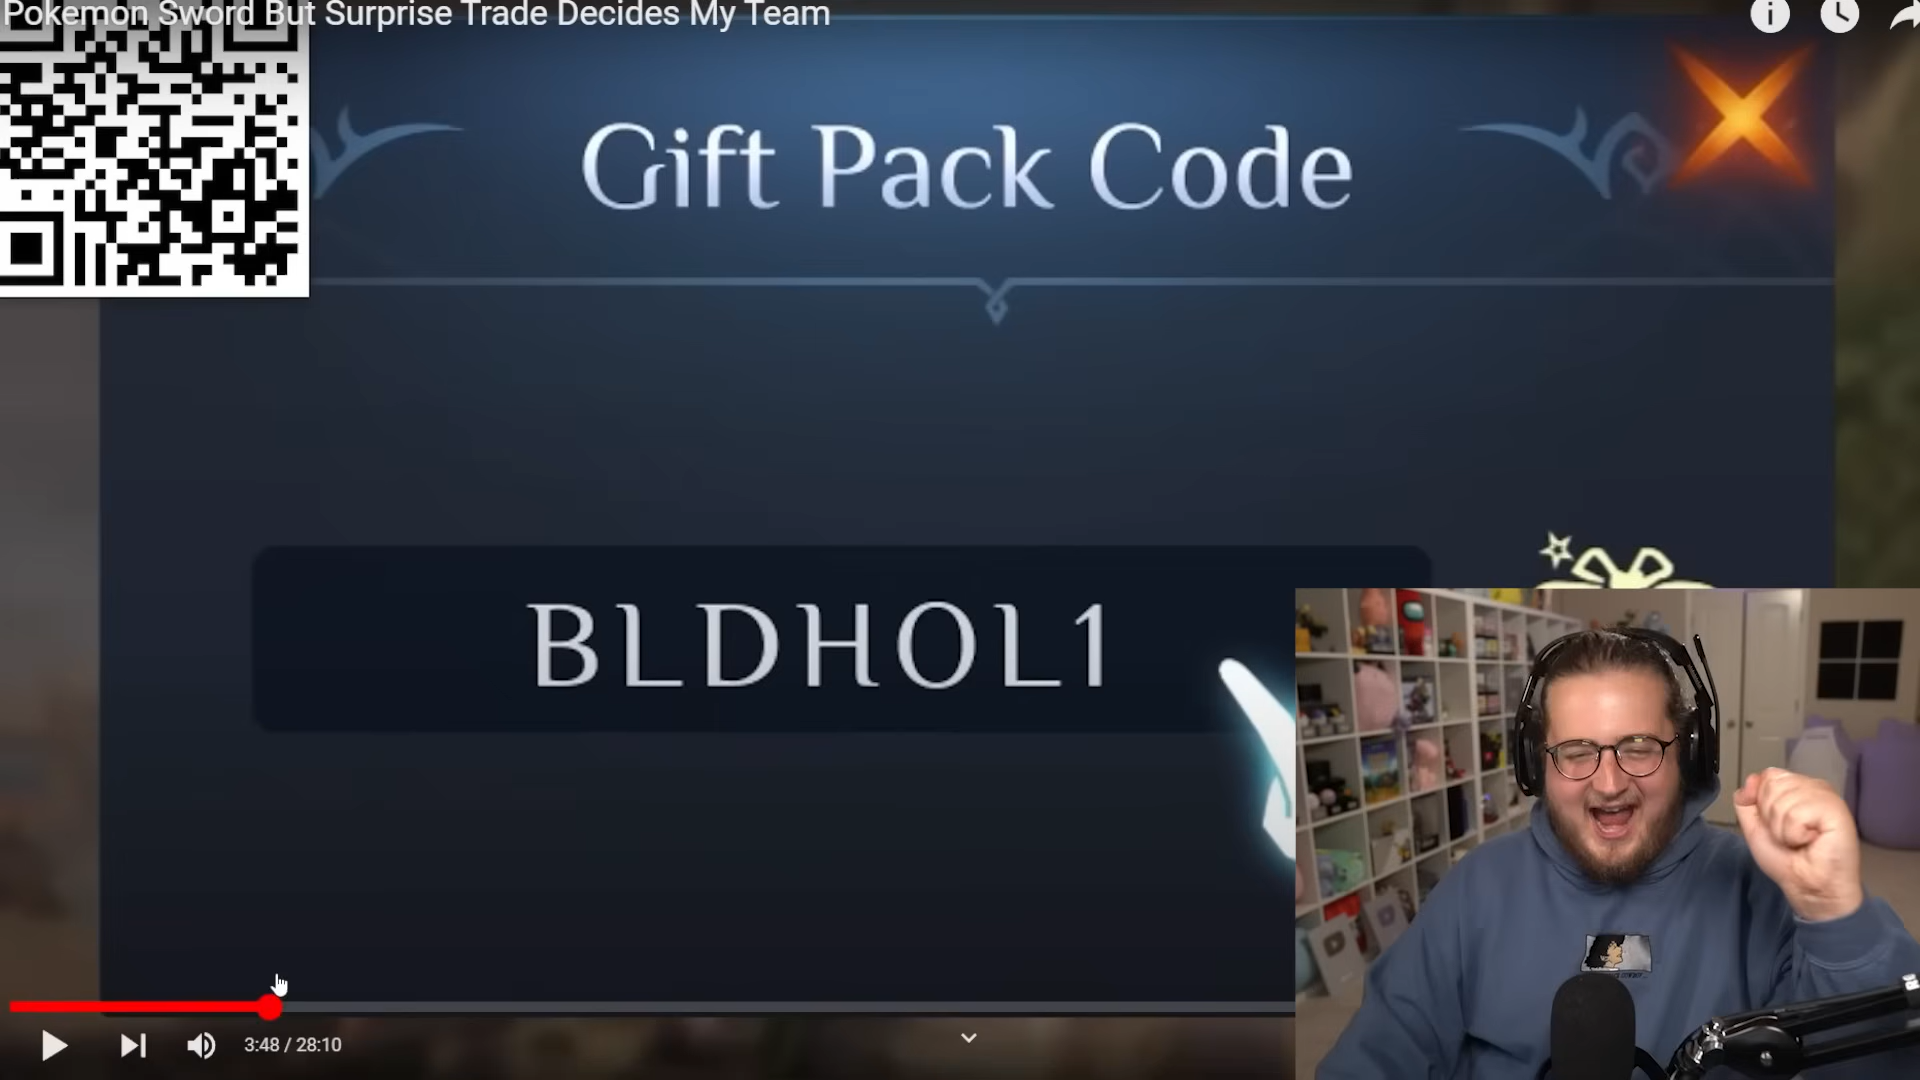 Pokemon Sword But Surprise Trade Decides My Team
Gift Pack Code
BLDHOL1
3:48 / 28:10